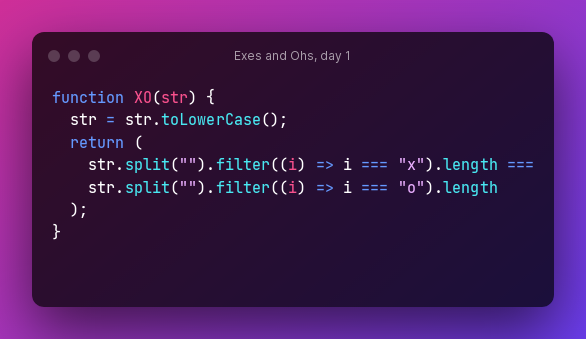 Exes and Ohs, day 1
function XO(str) {
  str = str.toLowerCase();
  return (
    str.split("").filter((i) => i === "x").length ===
    str.split("").filter((i) => i === "o").length
  );
}